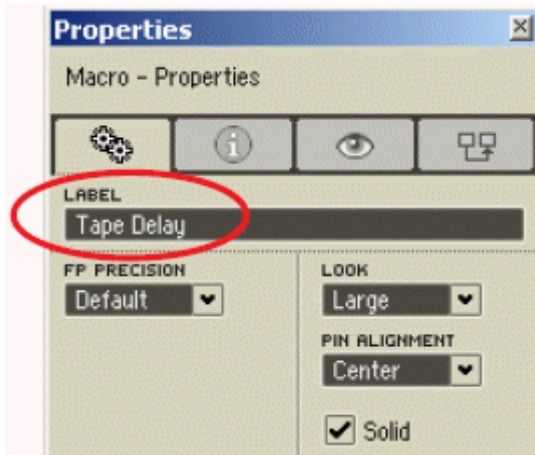 Properties
Macro - Properties
LABEL
Tape Delay
FP PRECISION
Default
LOOK
Large
PIN ALIGNMENT
Center
Solid